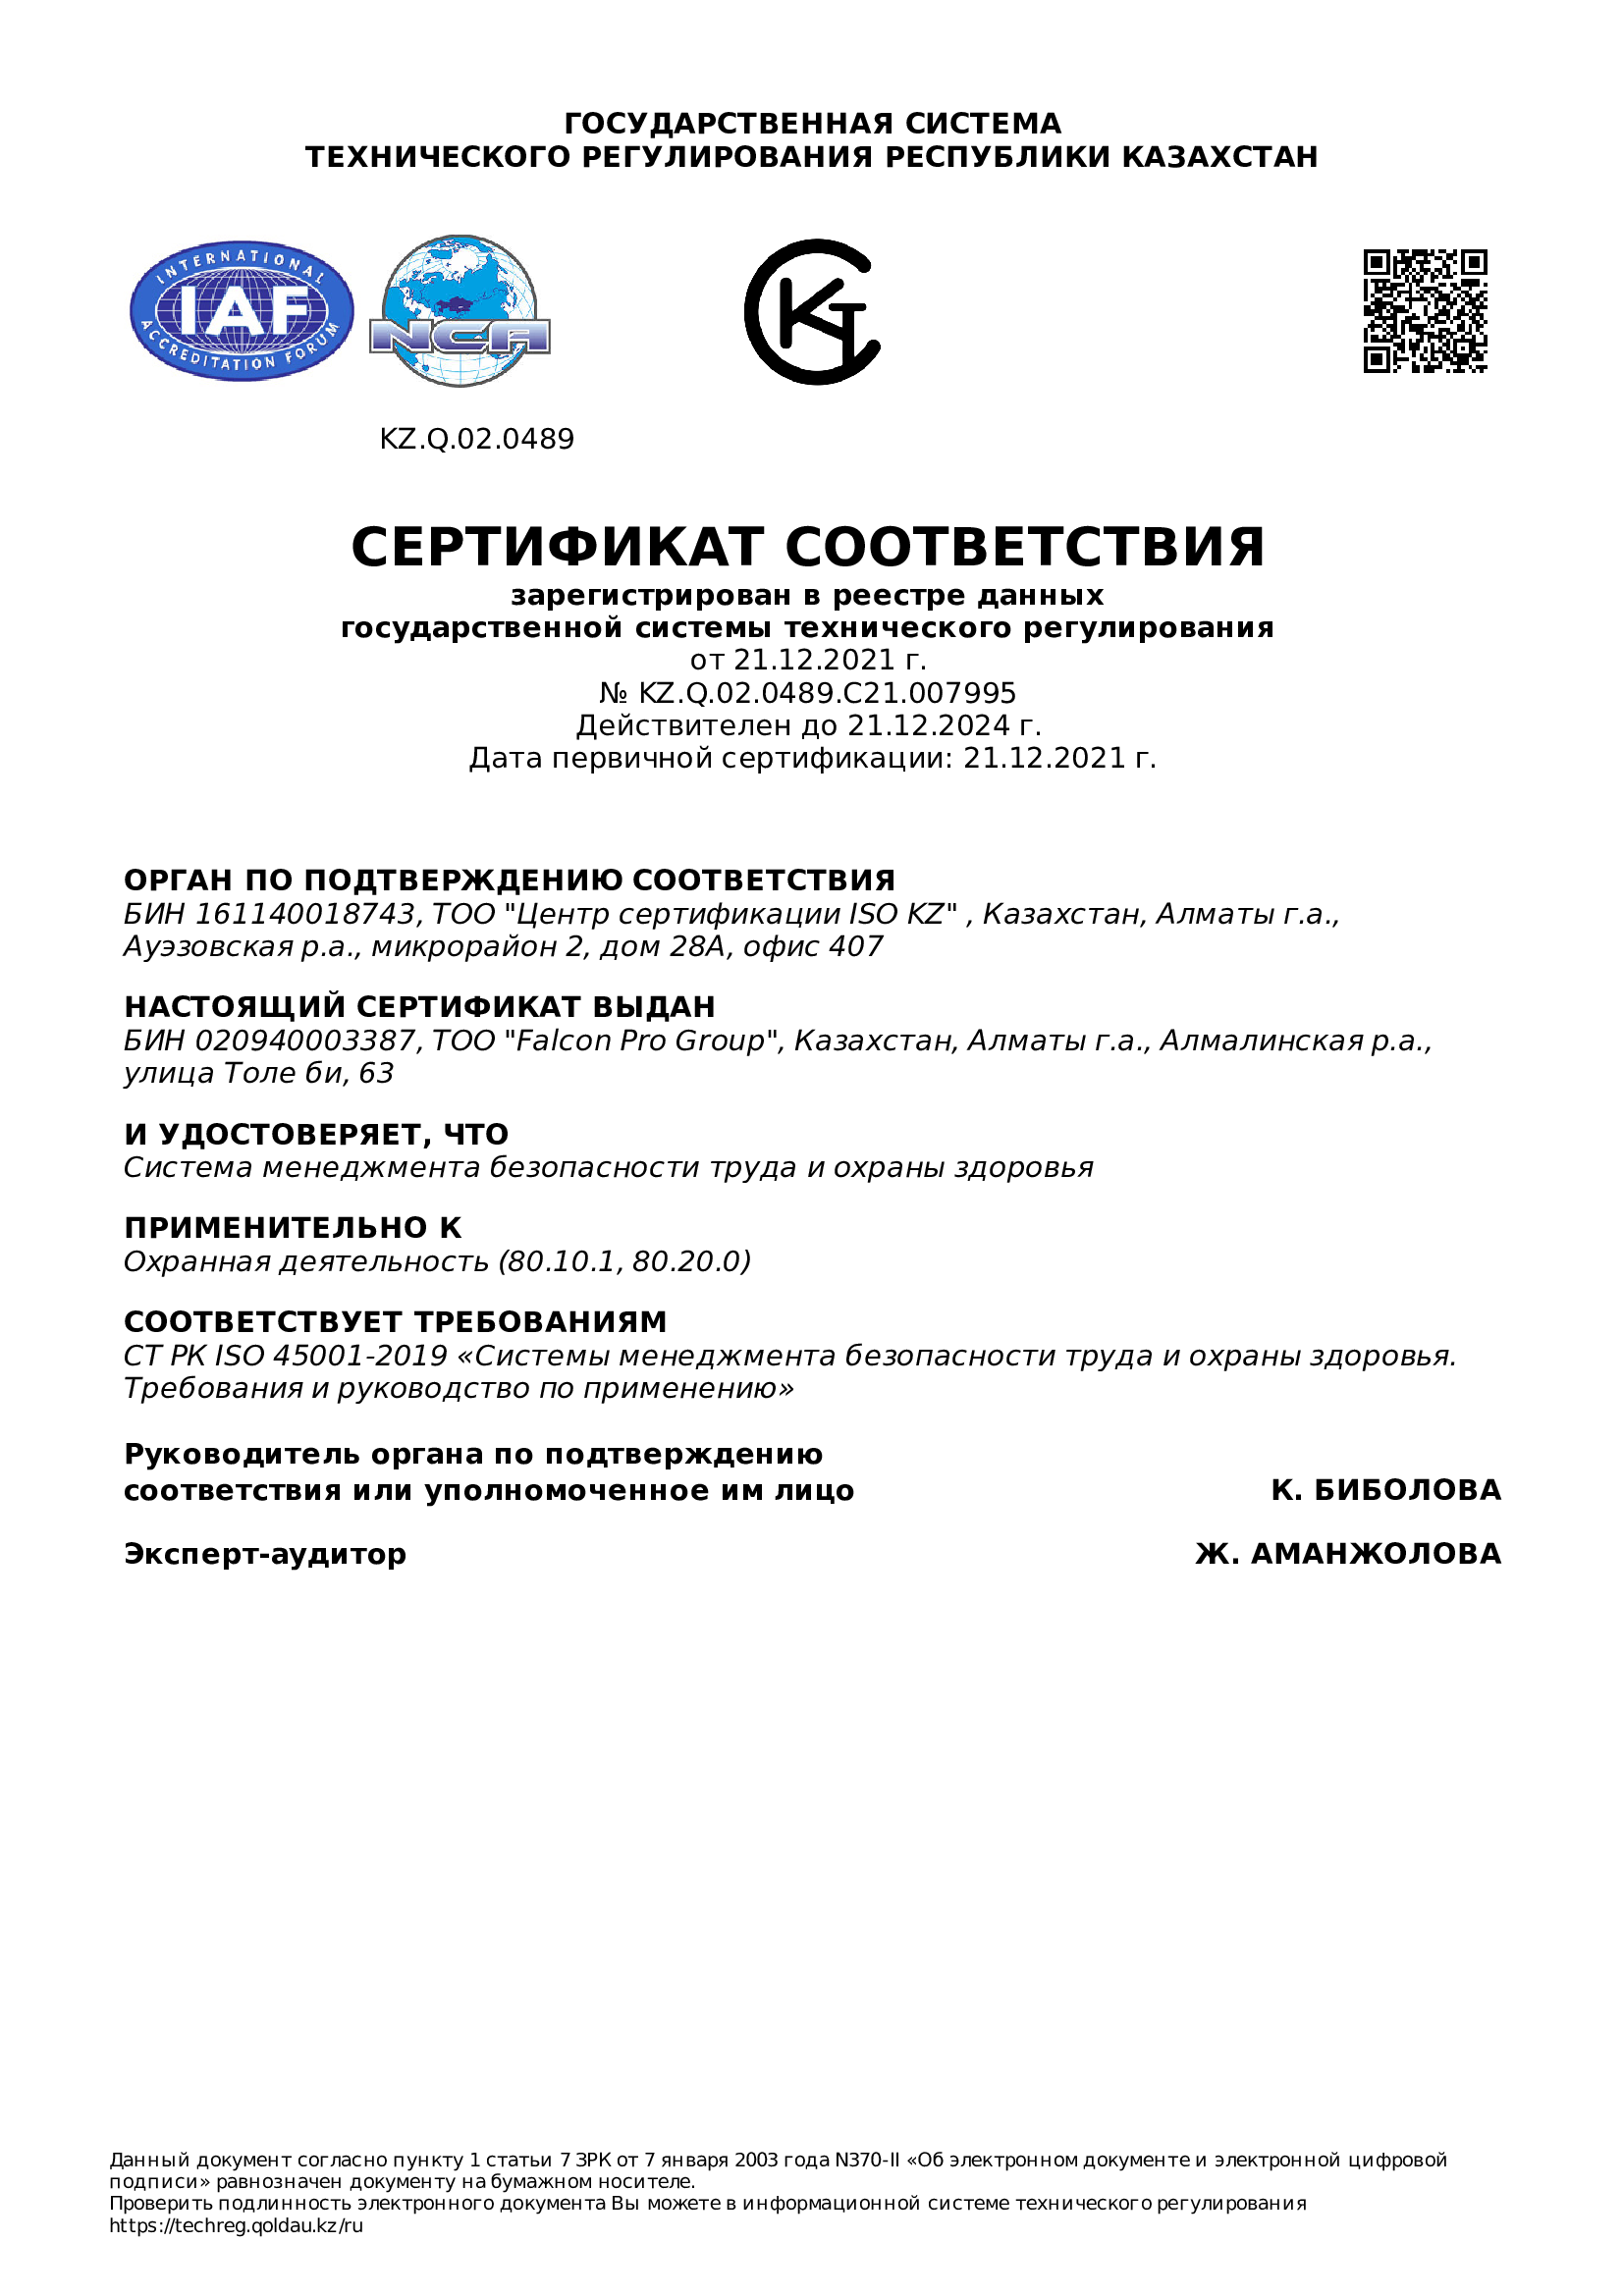 ГОСУДАРСТВЕННАЯ СИСТЕМА
ТЕХНИЧЕСКОГО РЕГУЛИРОВАНИЯ РЕСПУБЛИКИ КАЗАХСТАН
INTERNATIONAL
IAF
ACCREDITATION FORUM
NCA
KT
KZ.Q.02.0489
СЕРТИФИКАТ СООТВЕТСТВИЯ
зарегистрирован в реестре данных
государственной системы технического регулирования
от 21.12.2021 г.
№ KZ.Q.02.0489.C21.007995
Действителен до 21.12.2024 г.
Дата первичной сертификации: 21.12.2021 г.
ОРГАН ПО ПОДТВЕРЖДЕНИЮ СООТВЕТСТВИЯ
БИН 161140018743, ТОО "Центр сертификации ISO KZ" , Казахстан, Алматы г.а.,
Ауэзовская р.а., микрорайон 2, дом 28А, офис 407
НАСТОЯЩИЙ СЕРТИФИКАТ ВЫДАН
БИН 020940003387, ТОО "Falcon Pro Group", Казахстан, Алматы г.а., Алмалинская р.а.,
улица Толе би, 63
И УДОСТОВЕРЯЕТ, ЧТО
Система менеджмента безопасности труда и охраны здоровья
ПРИМЕНИТЕЛЬНО К
Охранная деятельность (80.10.1, 80.20.0)
СООТВЕТСТВУЕТ ТРЕБОВАНИЯМ
СТ РК ISO 45001-2019 «Системы менеджмента безопасности труда и охраны здоровья.
Требования и руководство по применению»
Руководитель органа по подтверждению
соответствия или уполномоченное им лицо К. БИБОЛОВА
Эксперт-аудитор Ж. АМАНЖОЛОВА
Данный документ согласно пункту 1 статьи 7 ЗРК от 7 января 2003 года N370-II «Об электронном документе и электронной цифровой
подписи» равнозначен документу на бумажном носителе.
Проверить подлинность электронного документа Вы можете в информационной системе технического регулирования
https://techreg.qoldau.kz/ru